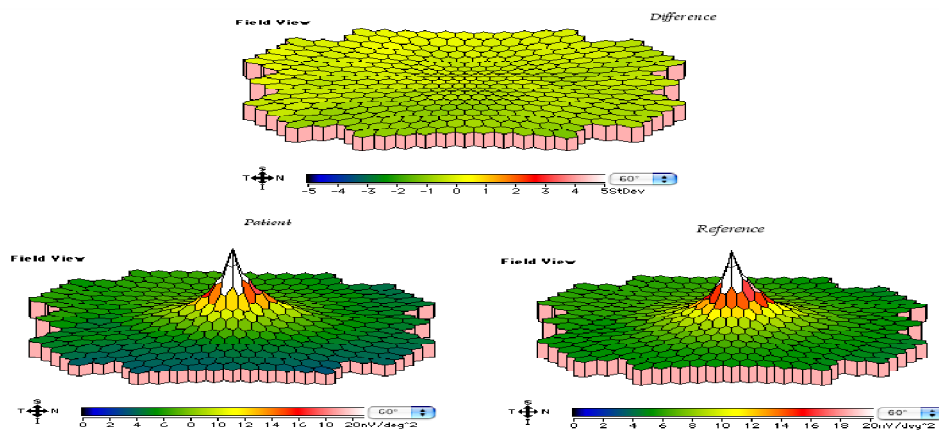 Field View
Difference
S
T N
I
-5 -4 -3 -2 -1 0 1 2 3 4 5StDev
60°
Patient
Field View
S
T N
I
0 2 4 6 8 10 12 14 16 18 20nV/deg^2
60°
Reference
Field View
S
T N
I
0 2 4 6 8 10 12 14 16 18 20nV/deg^2
60°